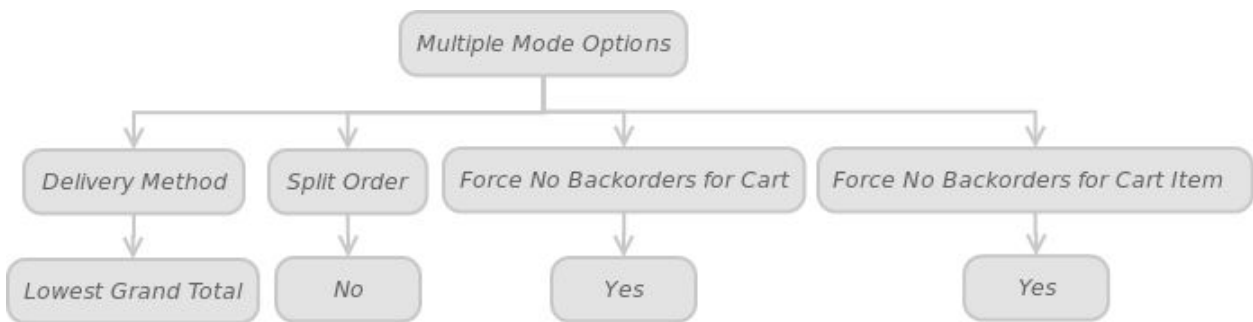 Multiple Mode Options
Delivery Method
Split Order
Force No Backorders for Cart
Force No Backorders for Cart Item
Lowest Grand Total
No
Yes
Yes